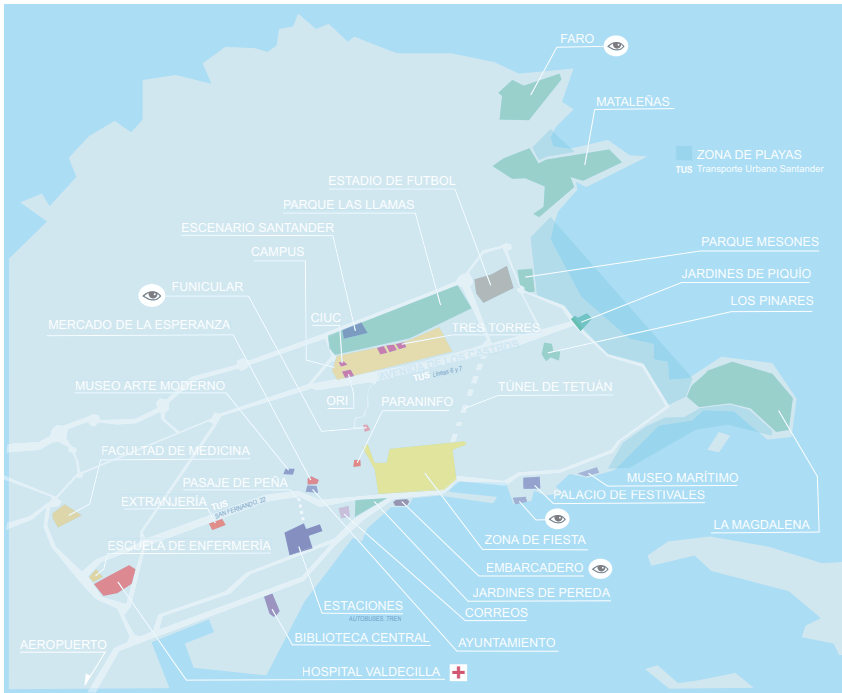 FARO
MATALEÑAS
ZONA DE PLAYAS
TUS Transporte Urbano Santander
ESTADIO DE FUTBOL
PARQUE LAS LLAMAS
ESCENARIO SANTANDER
CAMPUS
PARQUE MESONES
JARDINES DE PIQUÍO
FUNICULAR
LOS PINARES
MERCADO DE LA ESPERANZA
CIUC
TRES TORRES
AVENIDA DE LOS CASTROS
TUS Líneas 6 y 7
MUSEO ARTE MODERNO
TÚNEL DE TETUÁN
ORI
PARANINFO
FACULTAD DE MEDICINA
PASAJE DE PEÑA
MUSEO MARÍTIMO
EXTRANJERÍA
TUS
SAN FERNANDO, 22
PALACIO DE FESTIVALES
LA MAGDALENA
ESCUELA DE ENFERMERÍA
ZONA DE FIESTA
EMBARCADERO
JARDINES DE PEREDA
ESTACIONES
AUTOBUSES, TREN
CORREOS
BIBLIOTECA CENTRAL
AYUNTAMIENTO
AEROPUERTO
HOSPITAL VALDECILLA